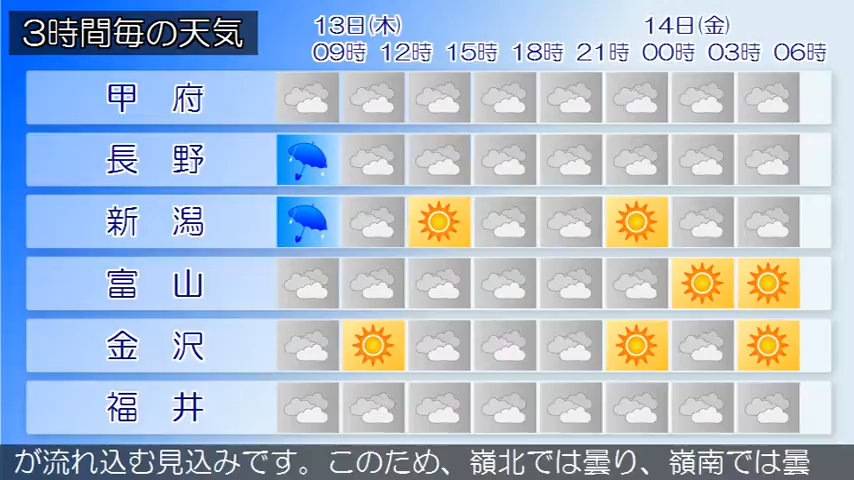 3時間毎の天気
13日(木) 14日(金)
09時 12時 15時 18時 21時 00時 03時 06時
甲府
長野
新潟
富山
金沢
福井
が流れ込む見込みです。このため、嶺北では曇り、嶺南では曇